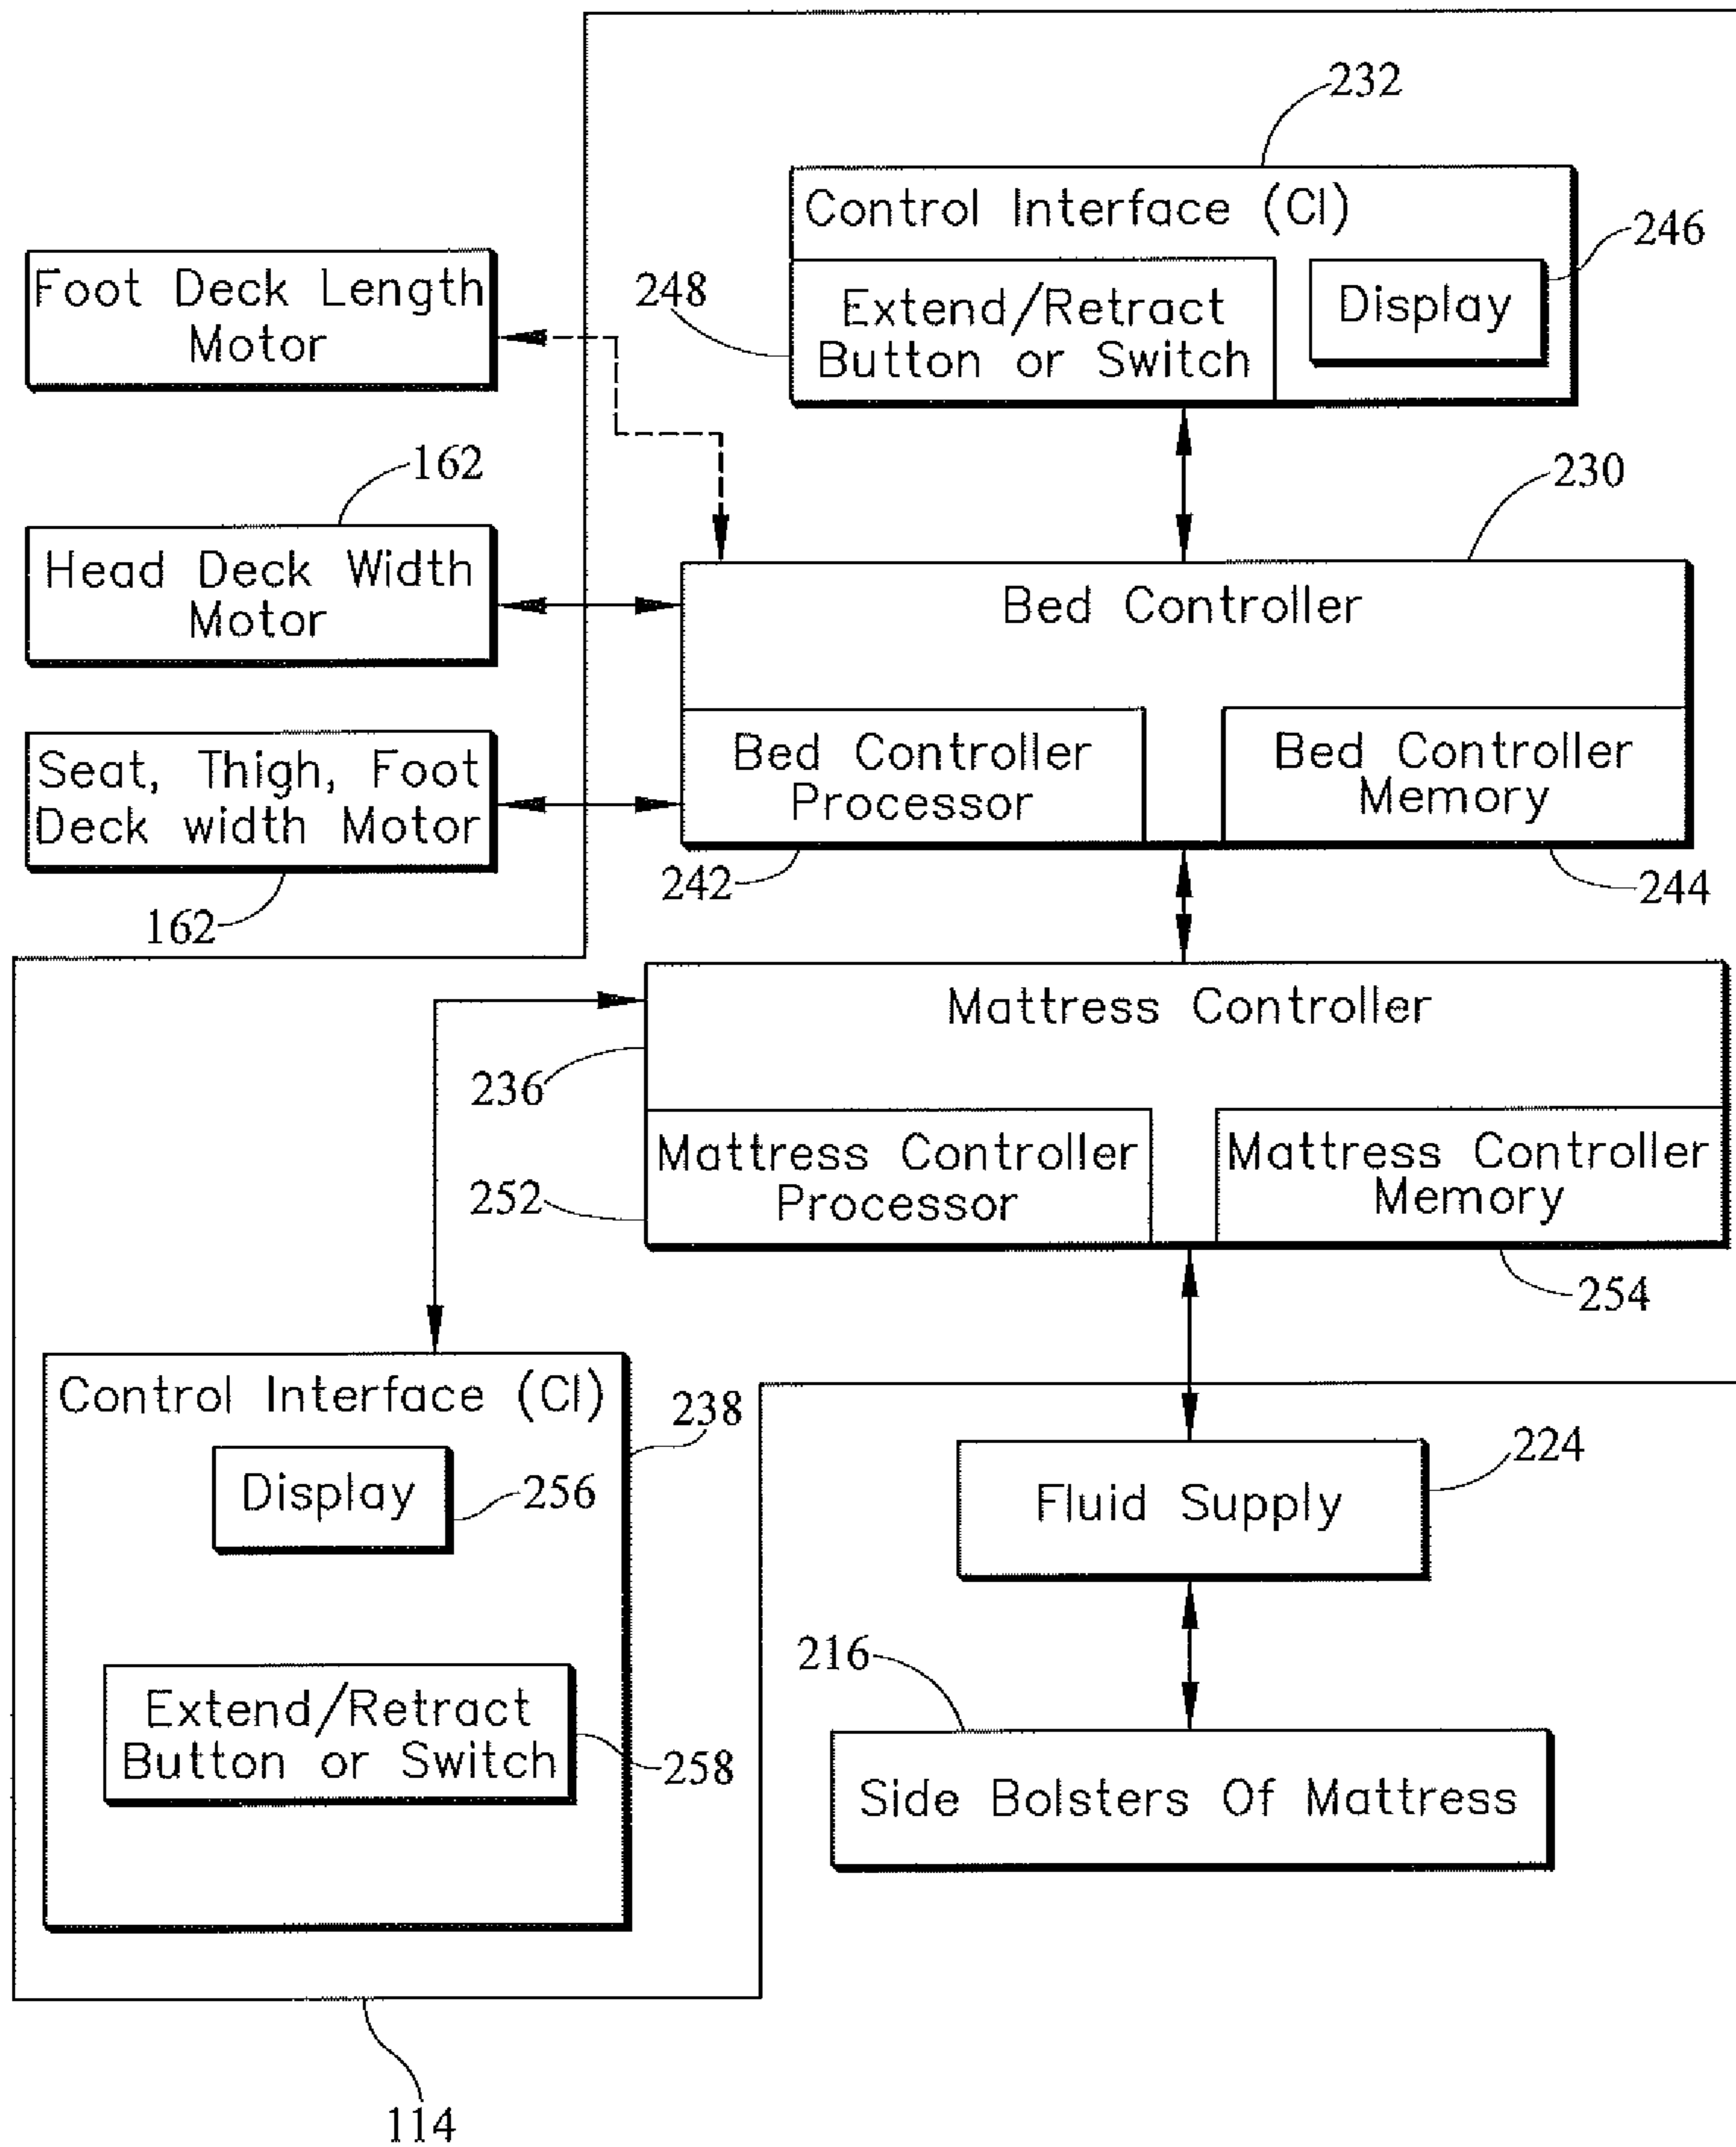 232
Control Interface (CI)
246
248
Extend/Retract
Button or Switch
Display
Foot Deck Length
Motor
162
Head Deck Width
Motor
230
Bed Controller
Seat, Thigh, Foot
Deck width Motor
162
Bed Controller
Processor
Bed Controller
Memory
242
244
Mattress Controller
236
Mattress Controller
Processor
Mattress Controller
Memory
252
254
Control Interface (CI)
238
Display
256
Extend/Retract
Button or Switch
258
224
Fluid Supply
216
Side Bolsters Of Mattress
114